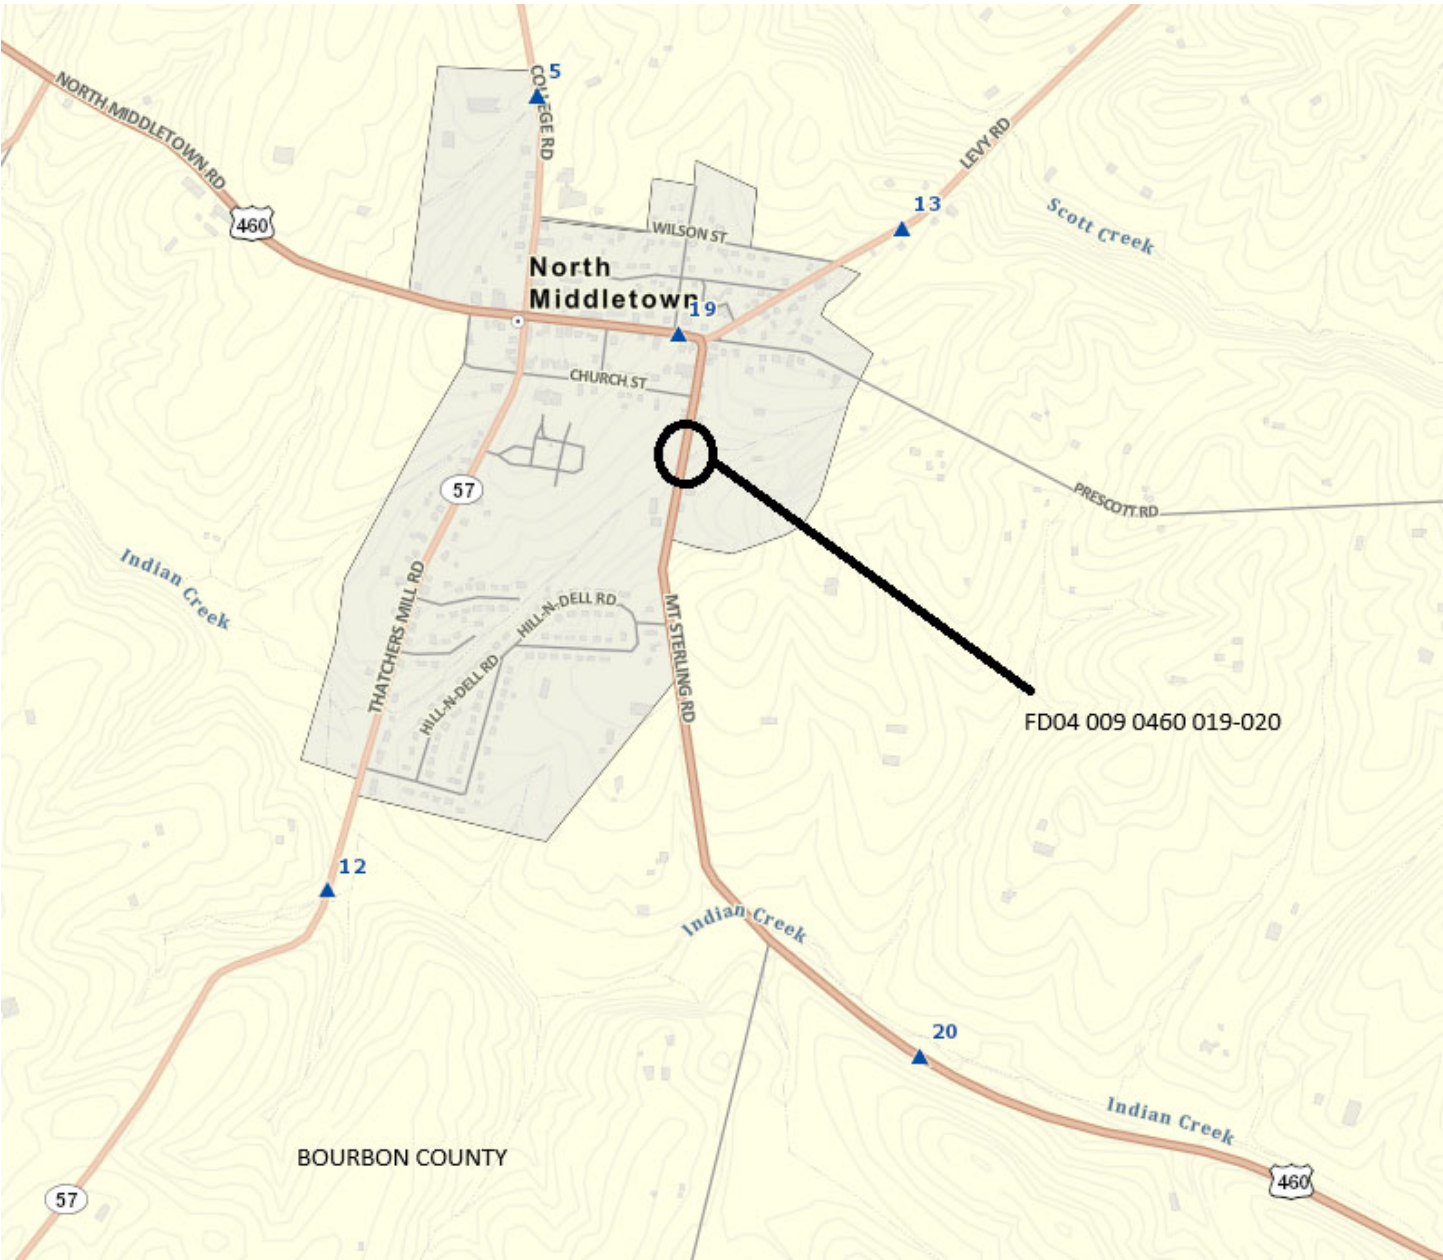 5
COLLEGE RD
NORTH MIDDLETOWN RD
460
LEVY RD
13
Scott Creek
WILSON ST
North
Middletown
19
CHURCH ST
57
PRESCOTT RD
Indian Creek
THATCHERS MILL RD
HILL-N-DELL RD
HILL-N-DELL RD
MT STERLING RD
FD04 009 0460 019-020
12
Indian Creek
20
Indian Creek
BOURBON COUNTY
460
57